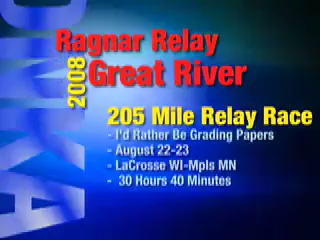 Ragnar Relay
2008
Great River
205 Mile Relay Race
- I'd Rather Be Grading Papers
- August 22-23
- LaCrosse WI-Mpls MN
- 30 Hours 40 Minutes